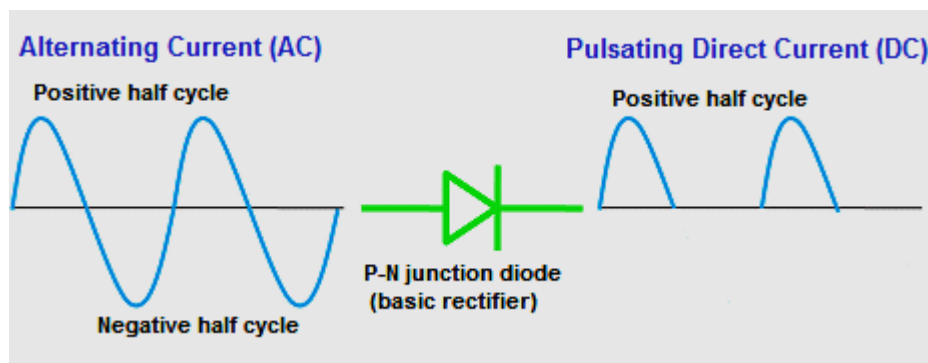 Alternating Current (AC)
Pulsating Direct Current (DC)
Positive half cycle
Positive half cycle
P-N junction diode
(basic rectifier)
Negative half cycle